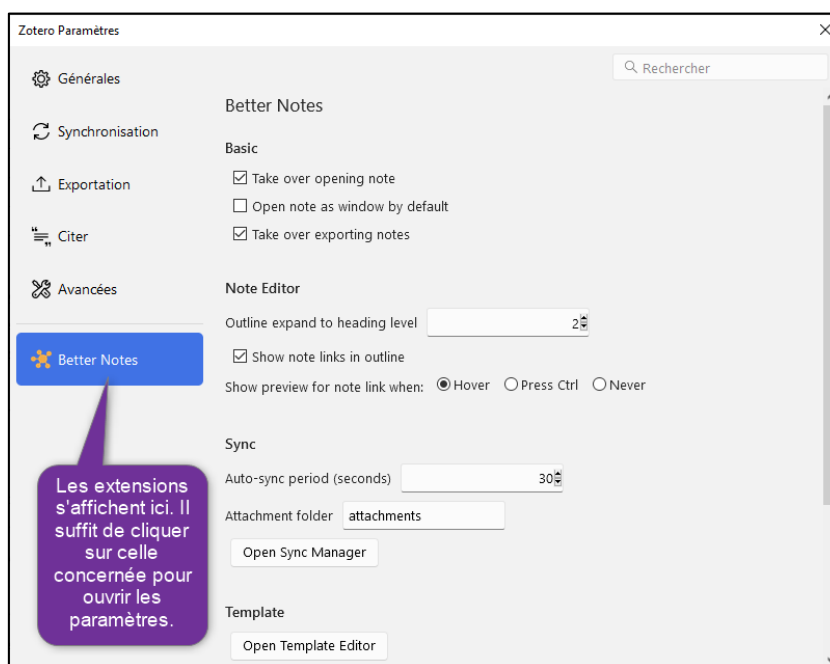 Zotero Paramètres
Rechercher
Générales
Synchronisation
Exportation
Citer
Avancées
Better Notes
Les extensions
s'affichent ici. Il
suffit de cliquer
sur celle
concernée pour
ouvrir les
paramètres.
Better Notes
Basic
Take over opening note
Open note as window by default
Take over exporting notes
Note Editor
Outline expand to heading level 2
Show note links in outline
Show preview for note link when: Hover Press Ctrl Never
Sync
Auto-sync period (seconds) 30
Attachment folder attachments
Open Sync Manager
Template
Open Template Editor